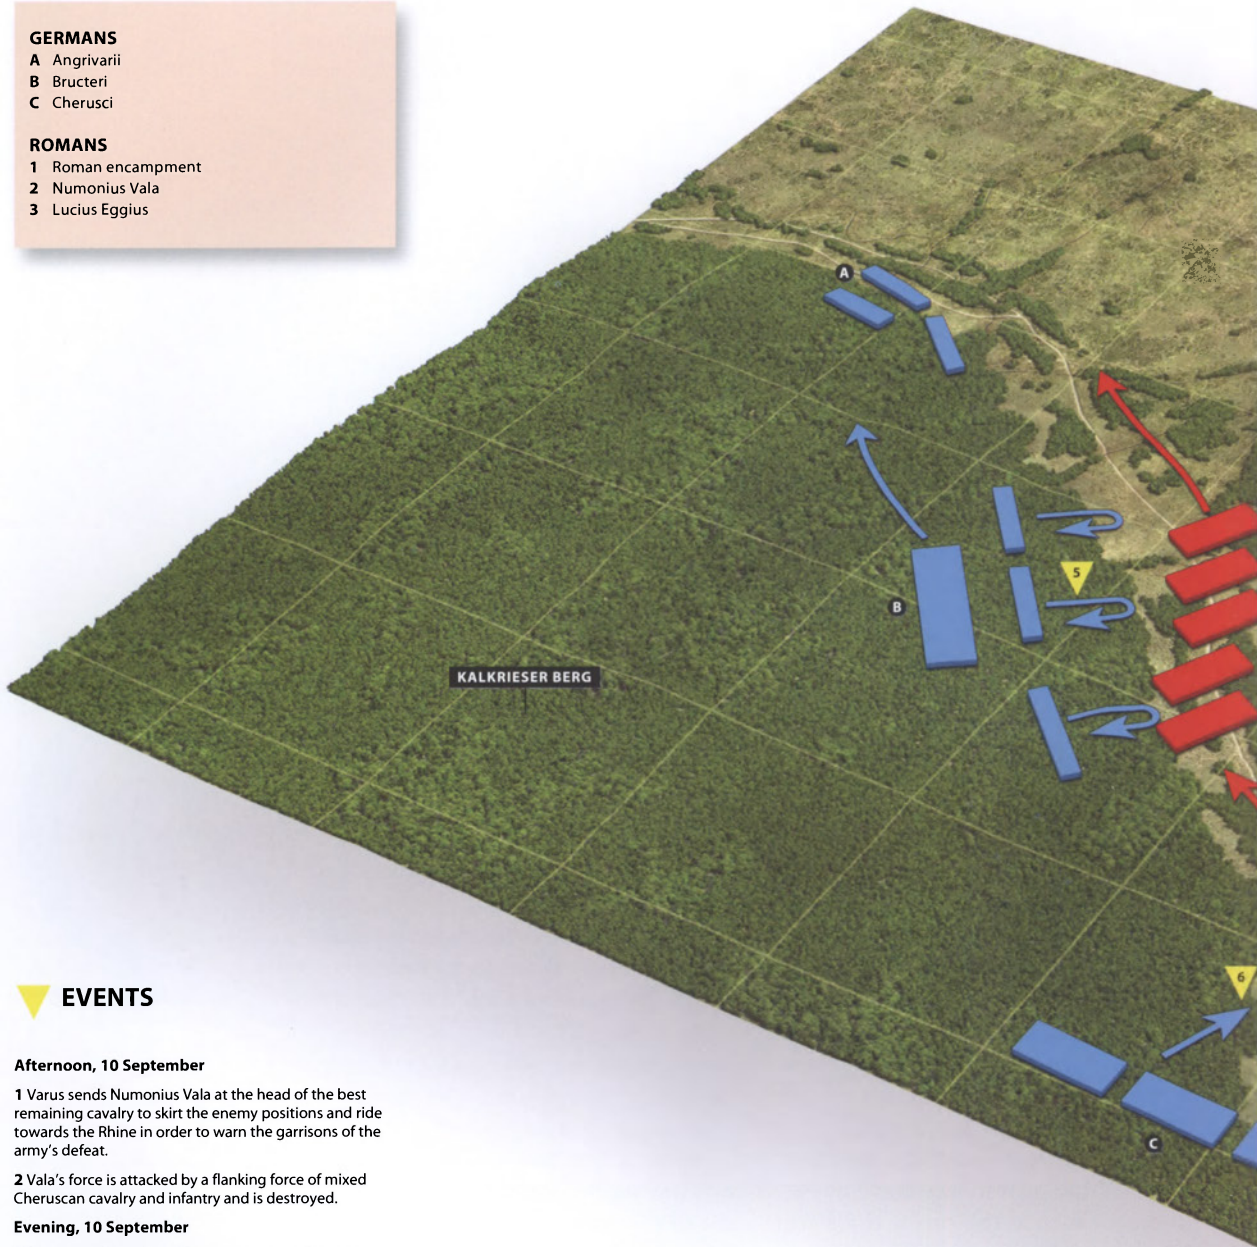 GERMANS
A Angrivarii
B Bructeri
C Cherusci
ROMANS
1 Roman encampment
2 Numonius Vala
3 Lucius Eggius
A
5
B
KALKRIESER BERG
6
C
EVENTS
Afternoon, 10 September
1 Varus sends Numonius Vala at the head of the best
remaining cavalry to skirt the enemy positions and ride
towards the Rhine in order to warn the garrisons of the
army's defeat.
2 Vala's force is attacked by a flanking force of mixed
Cheruscan cavalry and infantry and is destroyed.
Evening, 10 September